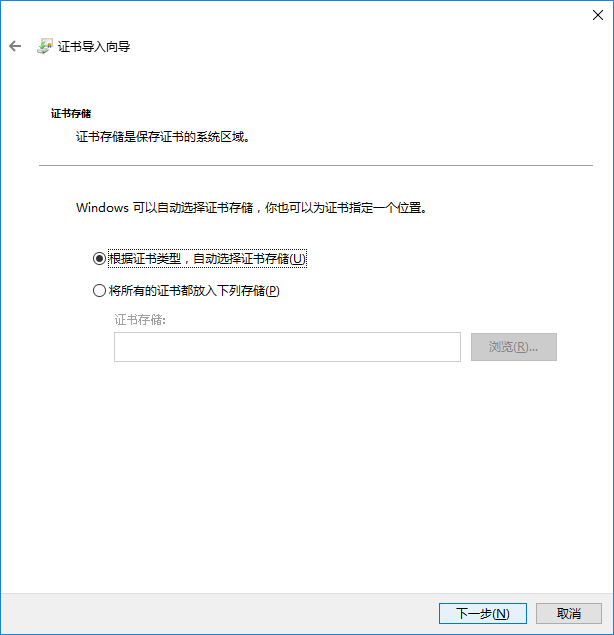 证书导入向导
证书存储
证书存储是保存证书的系统区域。
Windows 可以自动选择证书存储，你也可以为证书指定一个位置。
根据证书类型，自动选择证书存储(U)
将所有的证书都放入下列存储(P)
证书存储:
浏览(R)...
下一步(N) 取消